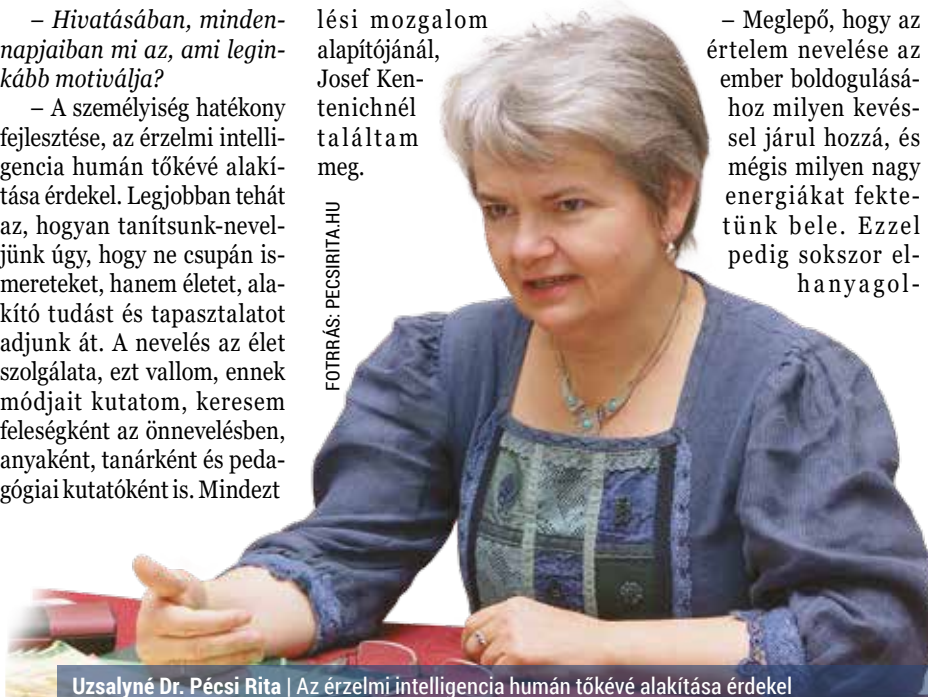 – Hivatásában, minden-
napjaiban mi az, ami legin-
kább motiválja?
– A személyiség hatékony
fejlesztése, az érzelmi intelli-
gencia humán tőkévé alakí-
tása érdekel. Legjobban tehát
az, hogyan tanítsunk-nevel-
jünk úgy, hogy ne csupán is-
mereteket, hanem életet, ala-
kító tudást és tapasztalatot
adjunk át. A nevelés az élet
szolgálata, ezt vallom, ennek
módjait kutatom, keresem
feleségként az önnevelésben,
anyaként, tanárként és peda-
gógiai kutatóként is. Mindezt
lési mozgalom
alapítójánál,
Josef Ken-
tenichnél
találtam
meg.
FOTRRÁS: PECSIRITA.HU
– Meglepő, hogy az
értelem nevelése az
ember boldogulásá-
hoz milyen kevés-
sel járul hozzá, és
mégis milyen nagy
energiákat fekte-
tünk bele. Ezzel
pedig sokszor el-
hanyagol-
Uzsalyné Dr. Pécsi Rita | Az érzelmi intelligencia humán tőkévé alakítása érdekel